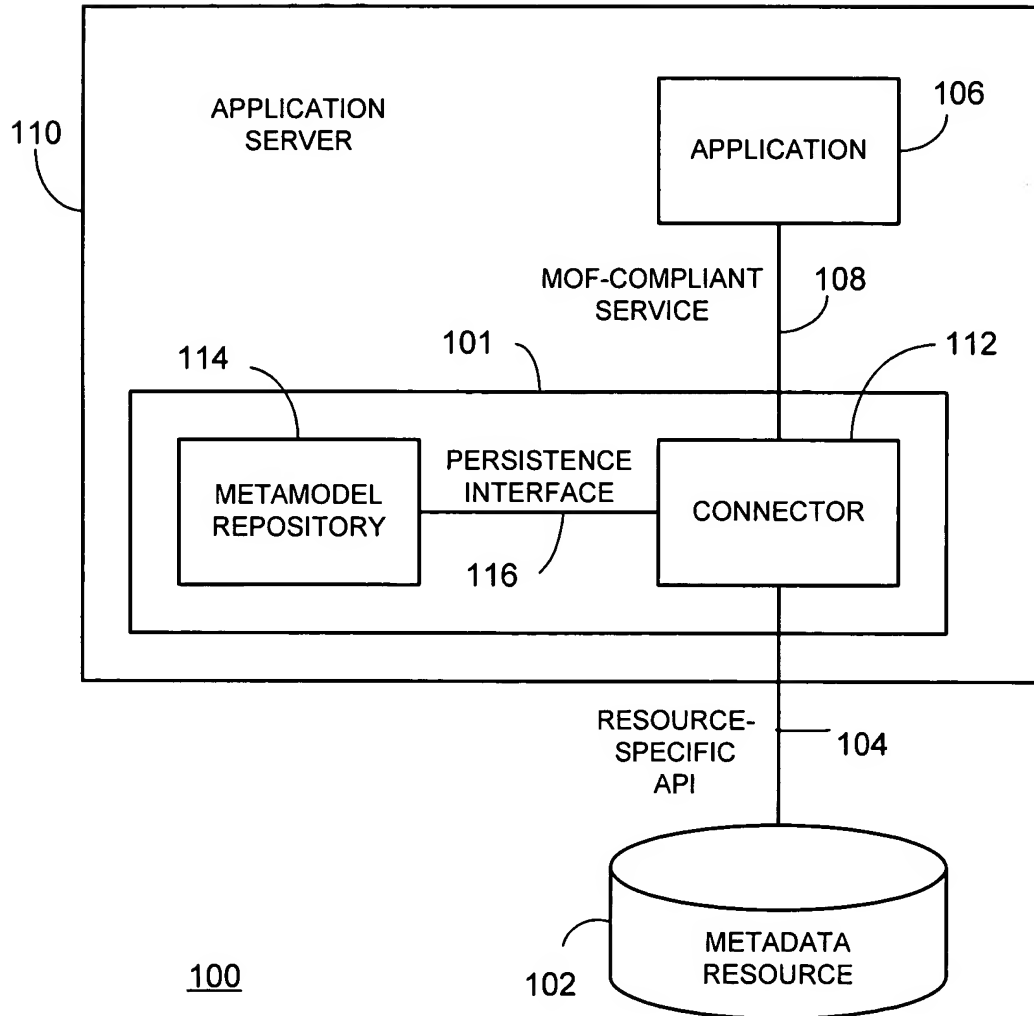 APPLICATION
SERVER
110
106
APPLICATION
MOF-COMPLIANT
SERVICE
108
101
114
112
PERSISTENCE
INTERFACE
METAMODEL
REPOSITORY
CONNECTOR
116
RESOURCE-
SPECIFIC
API
104
METADATA
RESOURCE
102
100